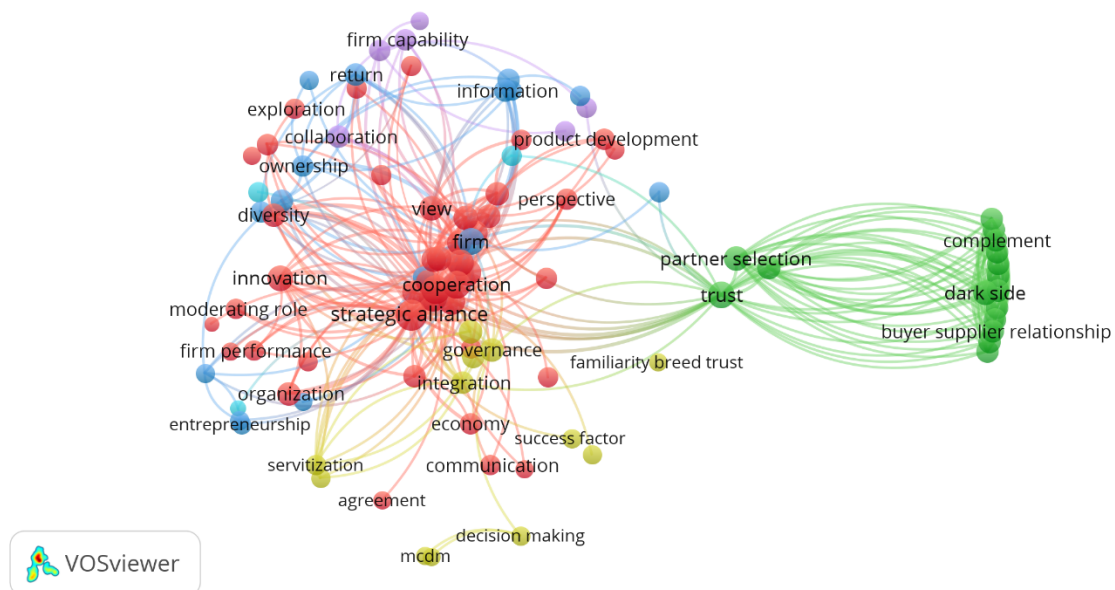 firm capability
return
information
exploration
collaboration
product development
ownership
perspective
view
diversity
firm
complement
partner selection
innovation
cooperation
trust
dark side
moderating role
strategic alliance
buyer supplier relationship
firm performance
governance
familiarity breed trust
integration
organization
entrepreneurship
economy
success factor
servitization
communication
agreement
decision making
mcdm
VOSviewer